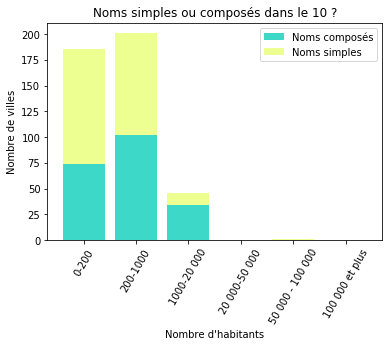 Noms simples ou composés dans le 10 ?
Noms composés
Noms simples
Nombre de villes
200
175
150
125
100
75
50
25
0
0-200
200-1000
1000-20 000
20 000-50 000
50 000 - 100 000
100 000 et plus
Nombre d'habitants